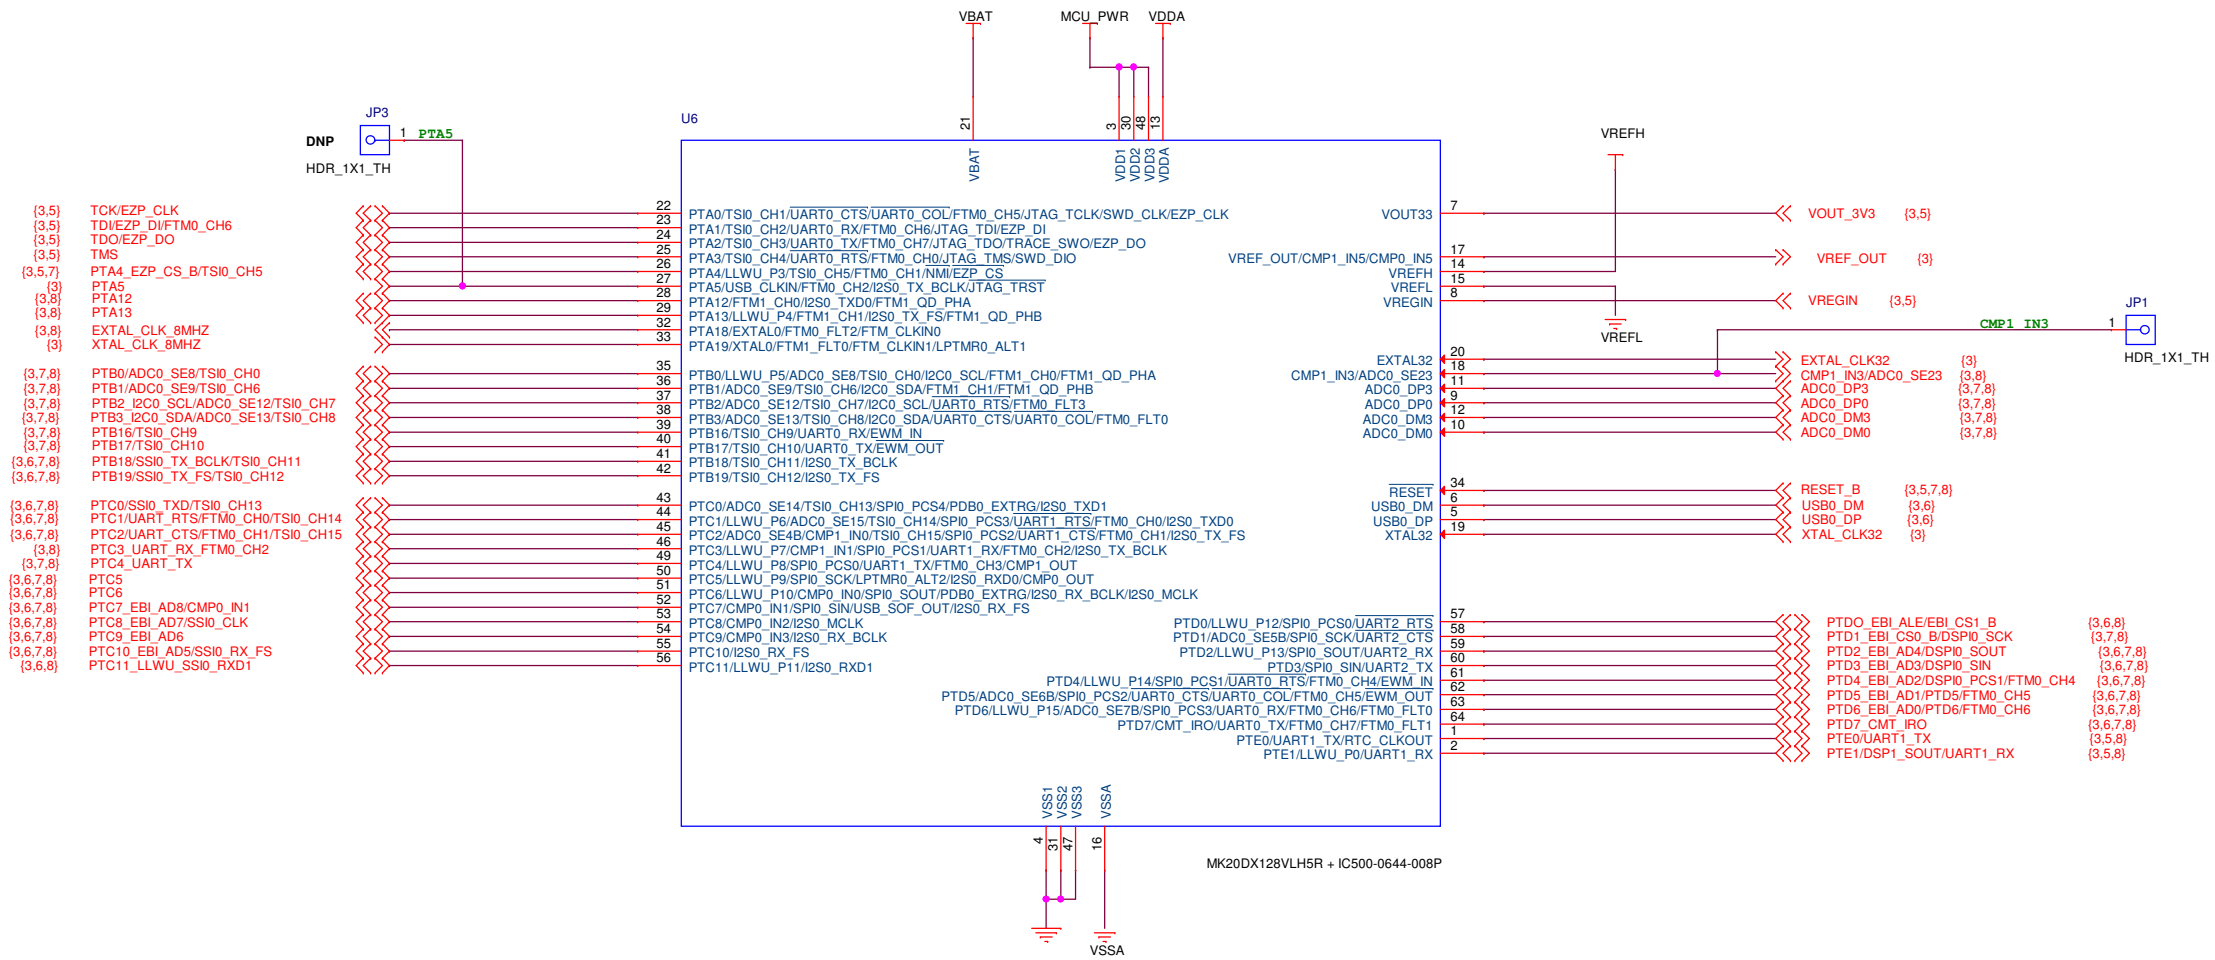 VBAT MCU_PWR VDDA
JP3
DNP 1 PTA5
HDR_1X1_TH
U6
21 3 30 48 13
VBAT VDD1 VDD2 VDD3 VDDA
{3,5} TCK/EZP_CLK 22 PTA0/TSI0_CH1/UART0_CTS/UART0_COL/FTM0_CH5/JTAG_TCLK/SWD_CLK/EZP_CLK
{3,5} TDI/EZP_DI/FTM0_CH6 23 PTA1/TSI0_CH2/UART0_RX/FTM0_CH6/JTAG_TDI/EZP_DI
{3,5} TDO/EZP_DO 24 PTA2/TSI0_CH3/UART0_TX/FTM0_CH7/JTAG_TDO/TRACE_SWO/EZP_DO
{3,5} TMS 25 PTA3/TSI0_CH4/UART0_RTS/FTM0_CH0/JTAG_TMS/SWD_DIO
{3,5,7} PTA4_EZP_CS_B/TSI0_CH5 26 PTA4/LLWU_P3/TSI0_CH5/FTM0_CH1/NMI/EZP_CS
{3} PTA5 27 PTA5/USB_CLKIN/FTM0_CH2/I2S0_TX_BCLK/JTAG_TRST
{3,8} PTA12 28 PTA12/FTM1_CH0/I2S0_TXD0/FTM1_QD_PHA
{3,8} PTA13 29 PTA13/LLWU_P4/FTM1_CH1/I2S0_TX_FS/FTM1_QD_PHB
{3,8} EXTAL_CLK_8MHZ 32 PTA18/EXTAL0/FTM0_FLT2/FTM_CLKIN0
{3} XTAL_CLK_8MHZ 33 PTA19/XTAL0/FTM1_FLT0/FTM_CLKIN1/LPTMR0_ALT1
{3,7,8} PTB0/ADC0_SE8/TSI0_CH0 35 PTB0/LLWU_P5/ADC0_SE8/TSI0_CH0/I2C0_SCL/FTM1_CH0/FTM1_QD_PHA
{3,7,8} PTB1/ADC0_SE9/TSI0_CH6 36 PTB1/ADC0_SE9/TSI0_CH6/I2C0_SDA/FTM1_CH1/FTM1_QD_PHB
{3,7,8} PTB2_I2C0_SCL/ADC0_SE12/TSI0_CH7 37 PTB2/ADC0_SE12/TSI0_CH7/I2C0_SCL/UART0_RTS/FTM0_FLT3
{3,7,8} PTB3_I2C0_SDA/ADC0_SE13/TSI0_CH8 38 PTB3/ADC0_SE13/TSI0_CH8/I2C0_SDA/UART0_CTS/UART0_COL/FTM0_FLT0
{3,7,8} PTB16/TSI0_CH9 39 PTB16/TSI0_CH9/UART0_RX/EWM_IN
{3,7,8} PTB17/TSI0_CH10 40 PTB17/TSI0_CH10/UART0_TX/EWM_OUT
{3,6,7,8} PTB18/SSI0_TX_BCLK/TSI0_CH11 41 PTB18/TSI0_CH11/I2S0_TX_BCLK
{3,6,7,8} PTB19/SSI0_TX_FS/TSI0_CH12 42 PTB19/TSI0_CH12/I2S0_TX_FS
{3,6,7,8} PTC0/SSI0_TXD/TSI0_CH13 43 PTC0/ADC0_SE14/TSI0_CH13/SPI0_PCS4/PDB0_EXTRG/I2S0_TXD1
{3,6,7,8} PTC1/UART_RTS/FTM0_CH0/TSI0_CH14 44 PTC1/LLWU_P6/ADC0_SE15/TSI0_CH14/SPI0_PCS3/UART1_RTS/FTM0_CH0/I2S0_TXD0
{3,6,7,8} PTC2/UART_CTS/FTM0_CH1/TSI0_CH15 45 PTC2/ADC0_SE4B/CMP1_IN0/TSI0_CH15/SPI0_PCS2/UART1_CTS/FTM0_CH1/I2S0_TX_FS
{3,8} PTC3_UART_RX_FTM0_CH2 46 PTC3/LLWU_P7/CMP1_IN1/SPI0_PCS1/UART1_RX/FTM0_CH2/I2S0_TX_BCLK
{3,7,8} PTC4_UART_TX 49 PTC4/LLWU_P8/SPI0_PCS0/UART1_TX/FTM0_CH3/CMP1_OUT
{3,6,7,8} PTC5 50 PTC5/LLWU_P9/SPI0_SCK/LPTMR0_ALT2/I2S0_RXD0/CMP0_OUT
{3,6,7,8} PTC6 51 PTC6/LLWU_P10/CMP0_IN0/SPI0_SOUT/PDB0_EXTRG/I2S0_RX_BCLK/I2S0_MCLK
{3,6,7,8} PTC7_EBI_AD8/CMP0_IN1 52 PTC7/CMP0_IN1/SPI0_SIN/USB_SOF_OUT/I2S0_RX_FS
{3,6,7,8} PTC8_EBI_AD7/SSI0_CLK 53 PTC8/CMP0_IN2/I2S0_MCLK
{3,6,7,8} PTC9_EBI_AD6 54 PTC9/CMP0_IN3/I2S0_RX_BCLK
{3,6,7,8} PTC10_EBI_AD5/SSI0_RX_FS 55 PTC10/I2S0_RX_FS
{3,6,8} PTC11_LLWU_SSI0_RXD1 56 PTC11/LLWU_P11/I2S0_RXD1
VREFH
VOUT33 7 VOUT_3V3 {3,5}
VREF_OUT/CMP1_IN5/CMP0_IN5 17 VREF_OUT {3}
VREFH 14
VREFL 15
VREGIN 8 VREGIN {3,5}
VREFL
JP1
CMP1 IN3 1
HDR_1X1_TH
EXTAL32 20 EXTAL_CLK32 {3}
CMP1_IN3/ADC0_SE23 18 CMP1_IN3/ADC0_SE23 {3,8}
ADC0_DP3 11 ADC0_DP3 {3,7,8}
ADC0_DP0 9 ADC0_DP0 {3,7,8}
ADC0_DM3 12 ADC0_DM3 {3,7,8}
ADC0_DM0 10 ADC0_DM0 {3,7,8}
RESET 34 RESET_B {3,5,7,8}
USB0_DM 6 USB0_DM {3,6}
USB0_DP 5 USB0_DP {3,6}
XTAL32 19 XTAL_CLK32 {3}
PTD0/LLWU_P12/SPI0_PCS0/UART2_RTS 57 PTDO_EBI_ALE/EBI_CS1_B {3,6,8}
PTD1/ADC0_SE5B/SPI0_SCK/UART2_CTS 58 PTD1_EBI_CS0_B/DSPI0_SCK {3,7,8}
PTD2/LLWU_P13/SPI0_SOUT/UART2_RX 59 PTD2_EBI_AD4/DSPI0_SOUT {3,6,7,8}
PTD3/SPI0_SIN/UART2_TX 60 PTD3_EBI_AD3/DSPI0_SIN {3,6,7,8}
PTD4/LLWU_P14/SPI0_PCS1/UART0_RTS/FTM0_CH4/EWM_IN 61 PTD4_EBI_AD2/DSPI0_PCS1/FTM0_CH4 {3,6,7,8}
PTD5/ADC0_SE6B/SPI0_PCS2/UART0_CTS/UART0_COL/FTM0_CH5/EWM_OUT 62 PTD5_EBI_AD1/PTD5/FTM0_CH5 {3,6,7,8}
PTD6/LLWU_P15/ADC0_SE7B/SPI0_PCS3/UART0_RX/FTM0_CH6/FTM0_FLT0 63 PTD6_EBI_AD0/PTD6/FTM0_CH6 {3,6,7,8}
PTD7/CMT_IRO/UART0_TX/FTM0_CH7/FTM0_FLT1 64 PTD7_CMT_IRO {3,6,7,8}
PTE0/UART1_TX/RTC_CLKOUT 1 PTE0/UART1_TX {3,5,8}
PTE1/LLWU_P0/UART1_RX 2 PTE1/DSP1_SOUT/UART1_RX {3,5,8}
VSS1 VSS2 VSS3 VSSA
4 31 47 16
MK20DX128VLH5R + IC500-0644-008P
VSSA